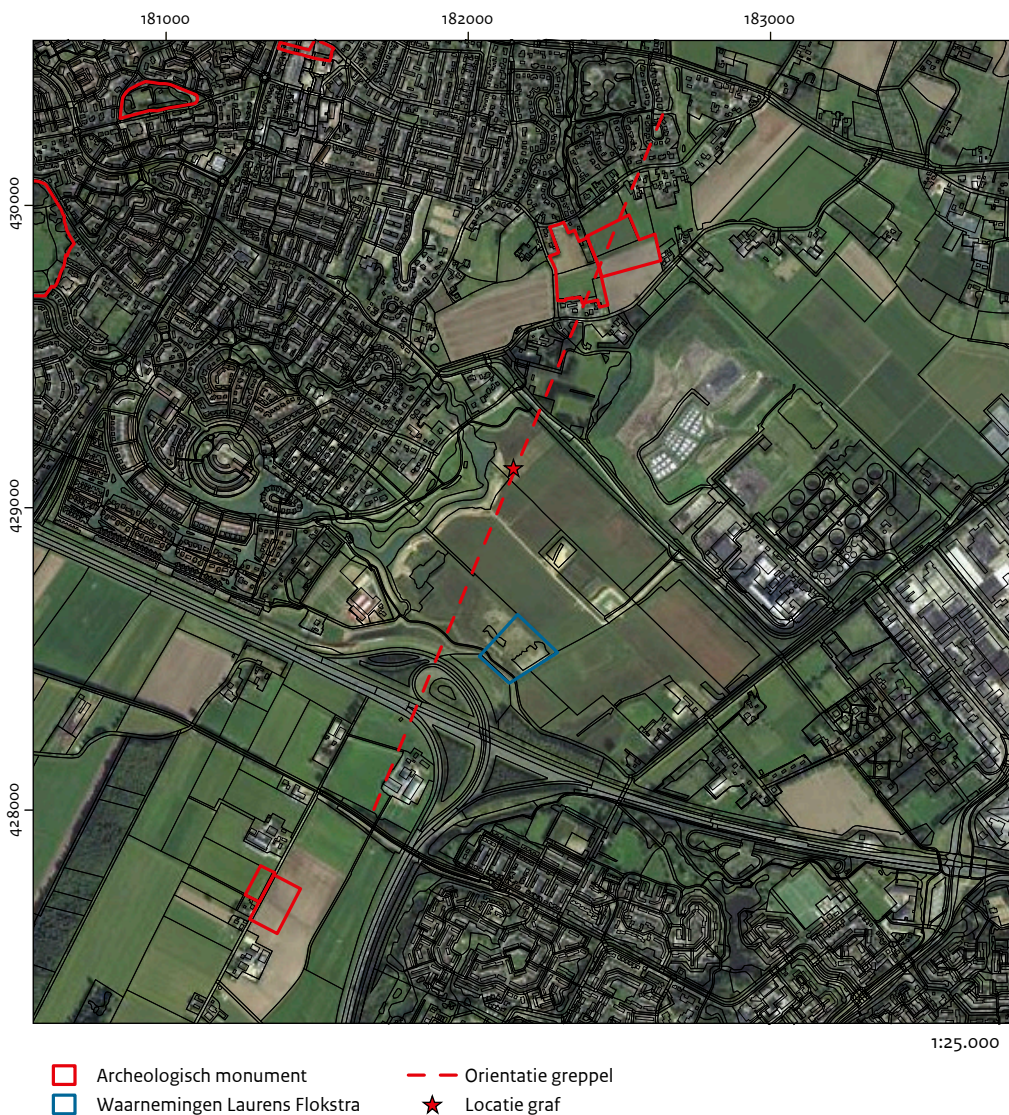 181000 182000 183000
430000
429000
428000
1:25.000
Archeologisch monument
Orientatie greppel
Waarnemingen Laurens Flokstra
Locatie graf